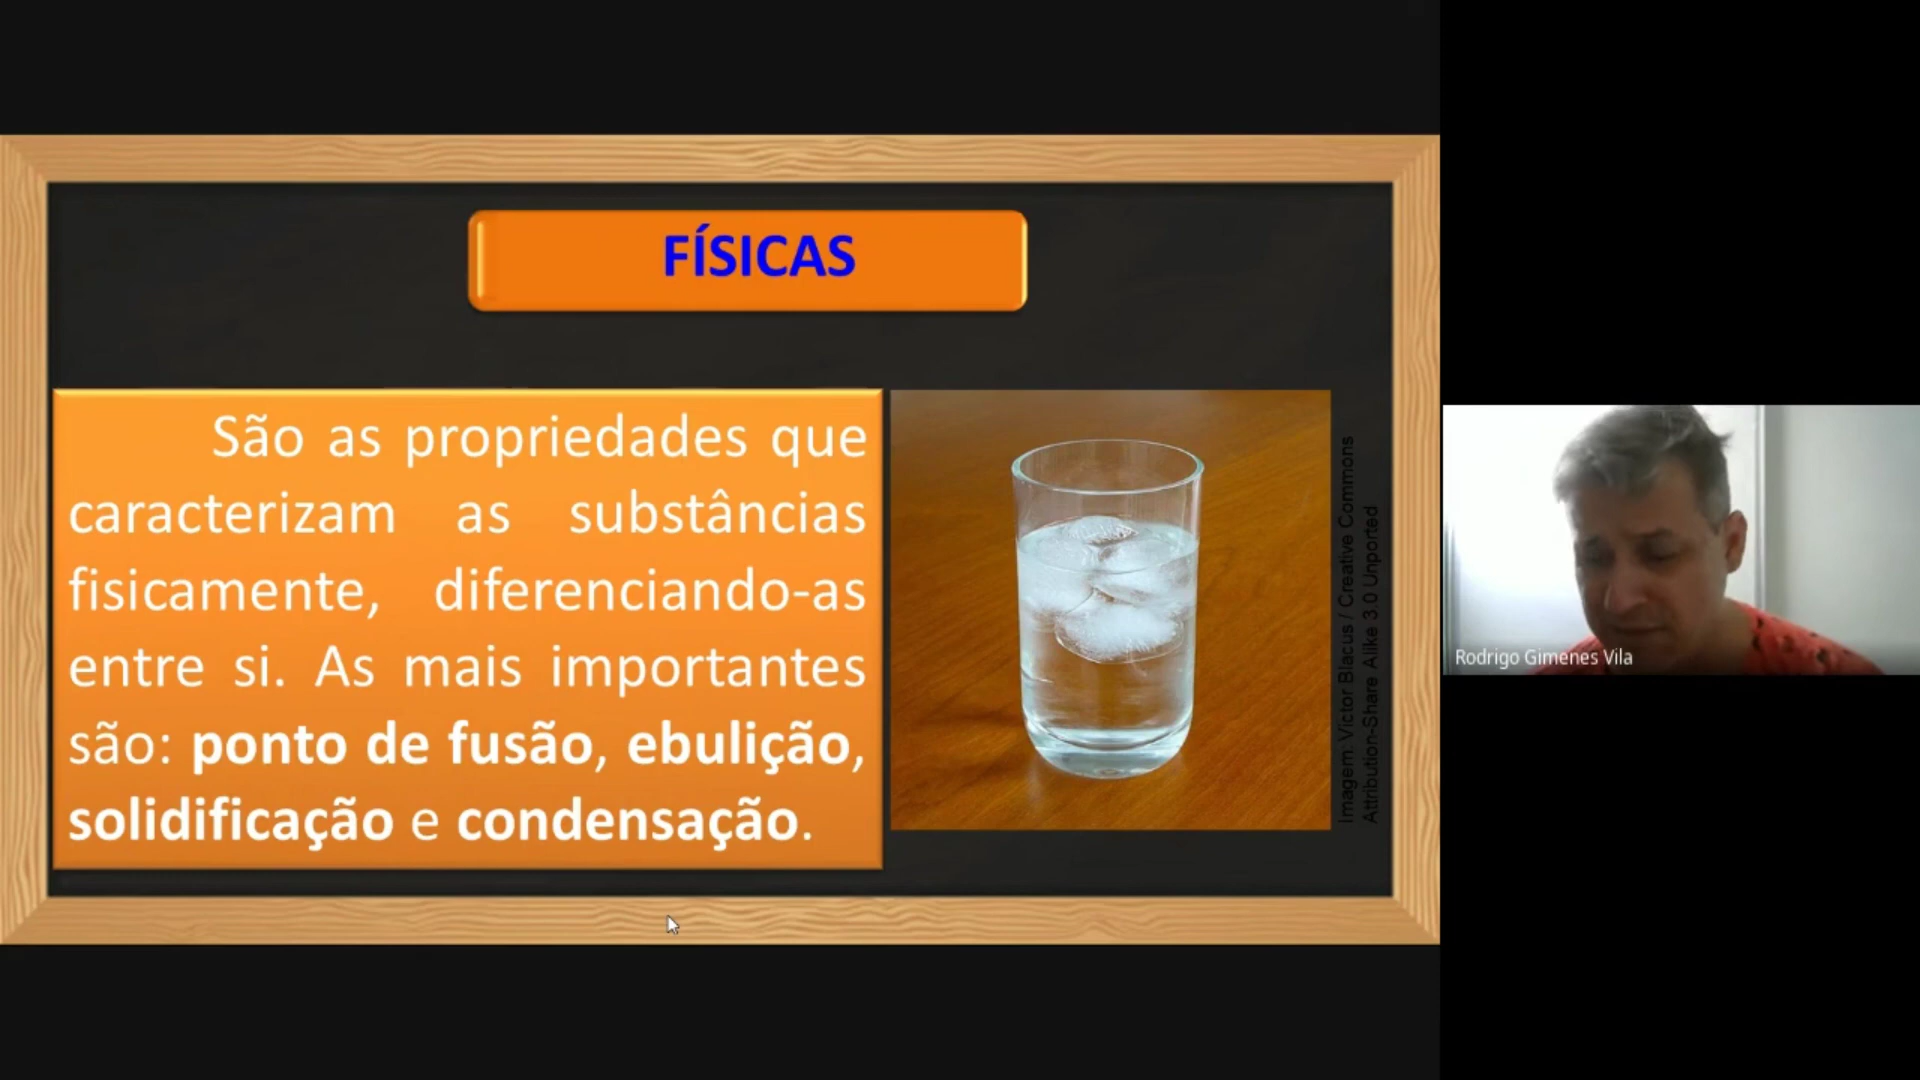 FÍSICAS
São as propriedades que
caracterizam as substâncias
fisicamente, diferenciando-as
entre si. As mais importantes
são: ponto de fusão, ebulição,
solidificação e condensação.
Imagem: Victor Blacus / Creative Commons
Attribution-Share Alike 3.0 Unported
Rodrigo Gimenes Vila